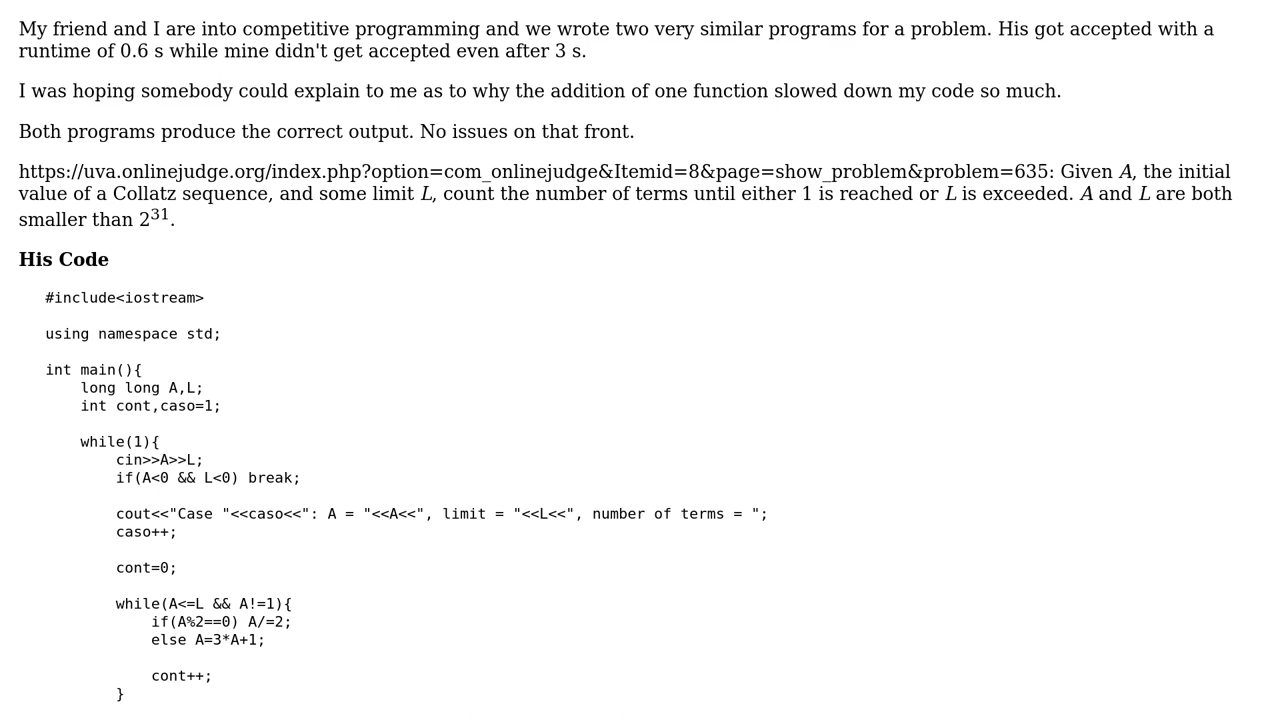 My friend and I are into competitive programming and we wrote two very similar programs for a problem. His got accepted with a
runtime of 0.6 s while mine didn't get accepted even after 3 s.
I was hoping somebody could explain to me as to why the addition of one function slowed down my code so much.
Both programs produce the correct output. No issues on that front.
https://uva.onlinejudge.org/index.php?option=com_onlinejudge&Itemid=8&page=show_problem&problem=635: Given A, the initial
value of a Collatz sequence, and some limit L, count the number of terms until either 1 is reached or L is exceeded. A and L are both
smaller than 2^31.
His Code
#include<iostream>
using namespace std;
int main(){
    long long A,L;
    int cont,caso=1;
    while(1){
        cin>>A>>L;
        if(A<0 && L<0) break;
        cout<<"Case "<<caso<<": A = "<<A<<", limit = "<<L<<", number of terms = ";
        caso++;
        cont=0;
        while(A<=L && A!=1){
            if(A%2==0) A/=2;
            else A=3*A+1;
            cont++;
        }